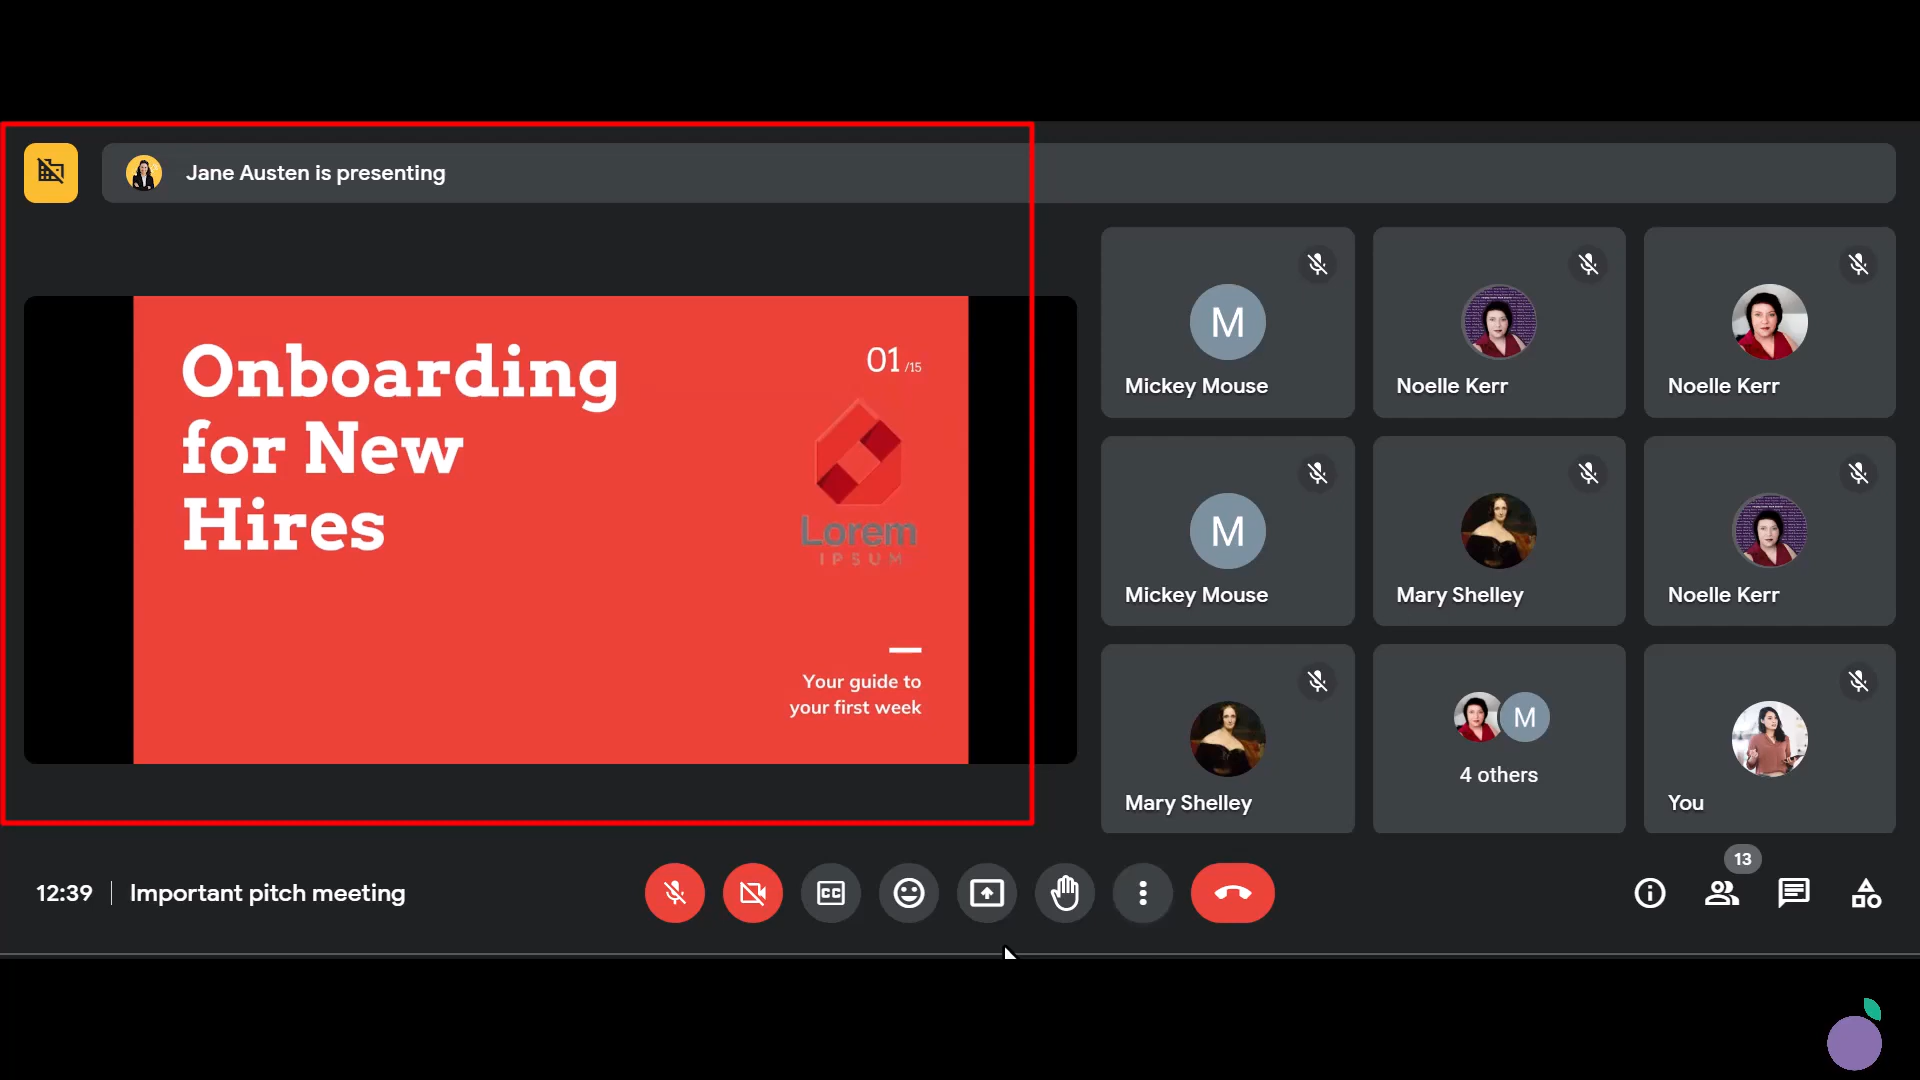 Jane Austen is presenting
Onboarding
for New
Hires
01 /15
Lorem
IPSUM
Your guide to
your first week
M
Mickey Mouse
Noelle Kerr
Noelle Kerr
M
Mickey Mouse
Mary Shelley
Noelle Kerr
Mary Shelley
M
4 others
You
12:39
Important pitch meeting
CC
13